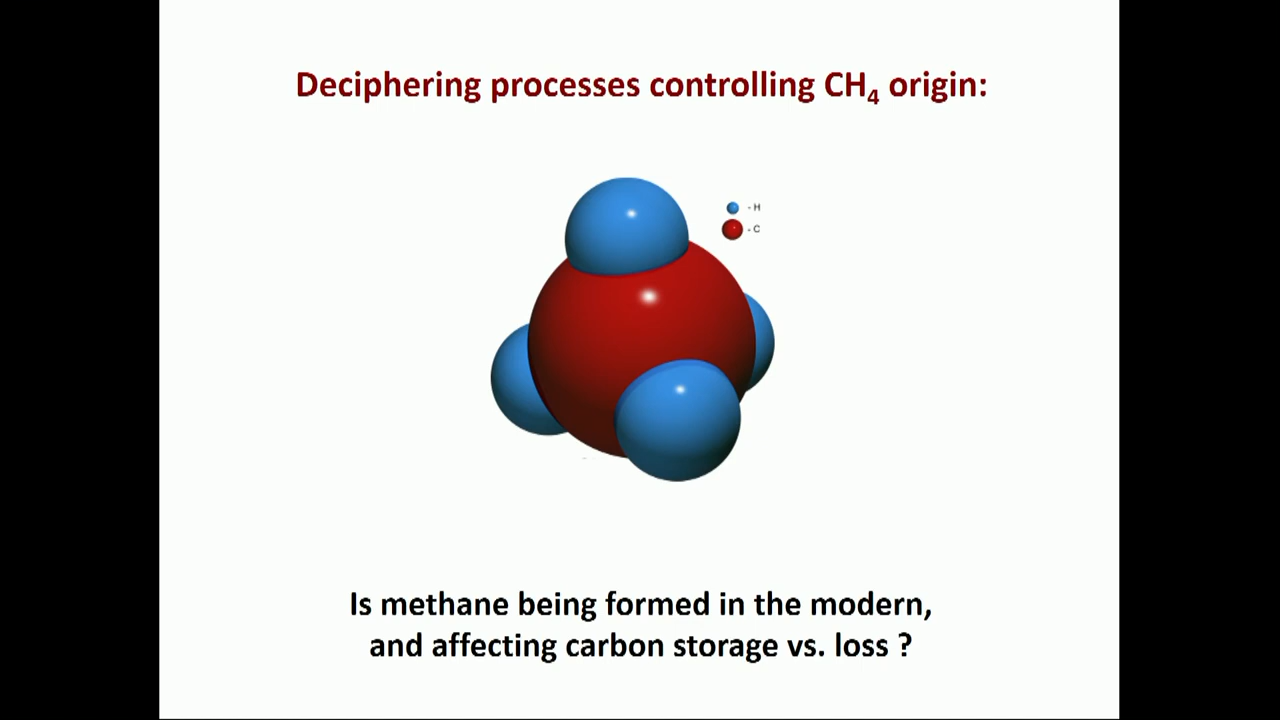 Deciphering processes controlling CH₄ origin:
- H
- C
Is methane being formed in the modern,
and affecting carbon storage vs. loss ?